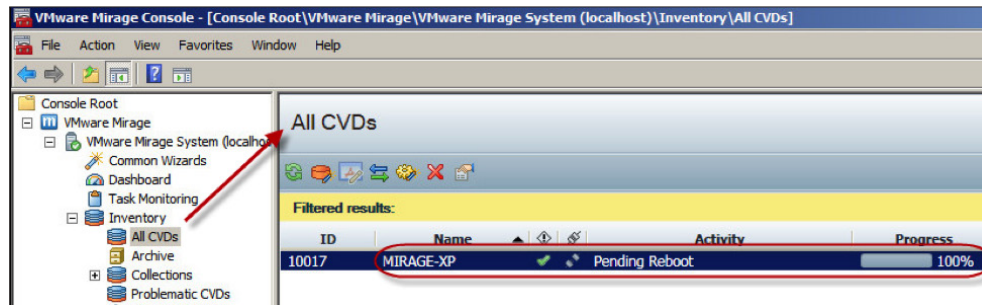 VMware Mirage Console - [Console Root\VMware Mirage\VMware Mirage System (localhost)\Inventory\All CVDs]
File Action View Favorites Window Help
Console Root
VMware Mirage
VMware Mirage System (localhos
Common Wizards
Dashboard
Task Monitoring
Inventory
All CVDs
Archive
Collections
Problematic CVDs
All CVDs
Filtered results:
ID Name Activity Progress
10017 MIRAGE-XP Pending Reboot 100%